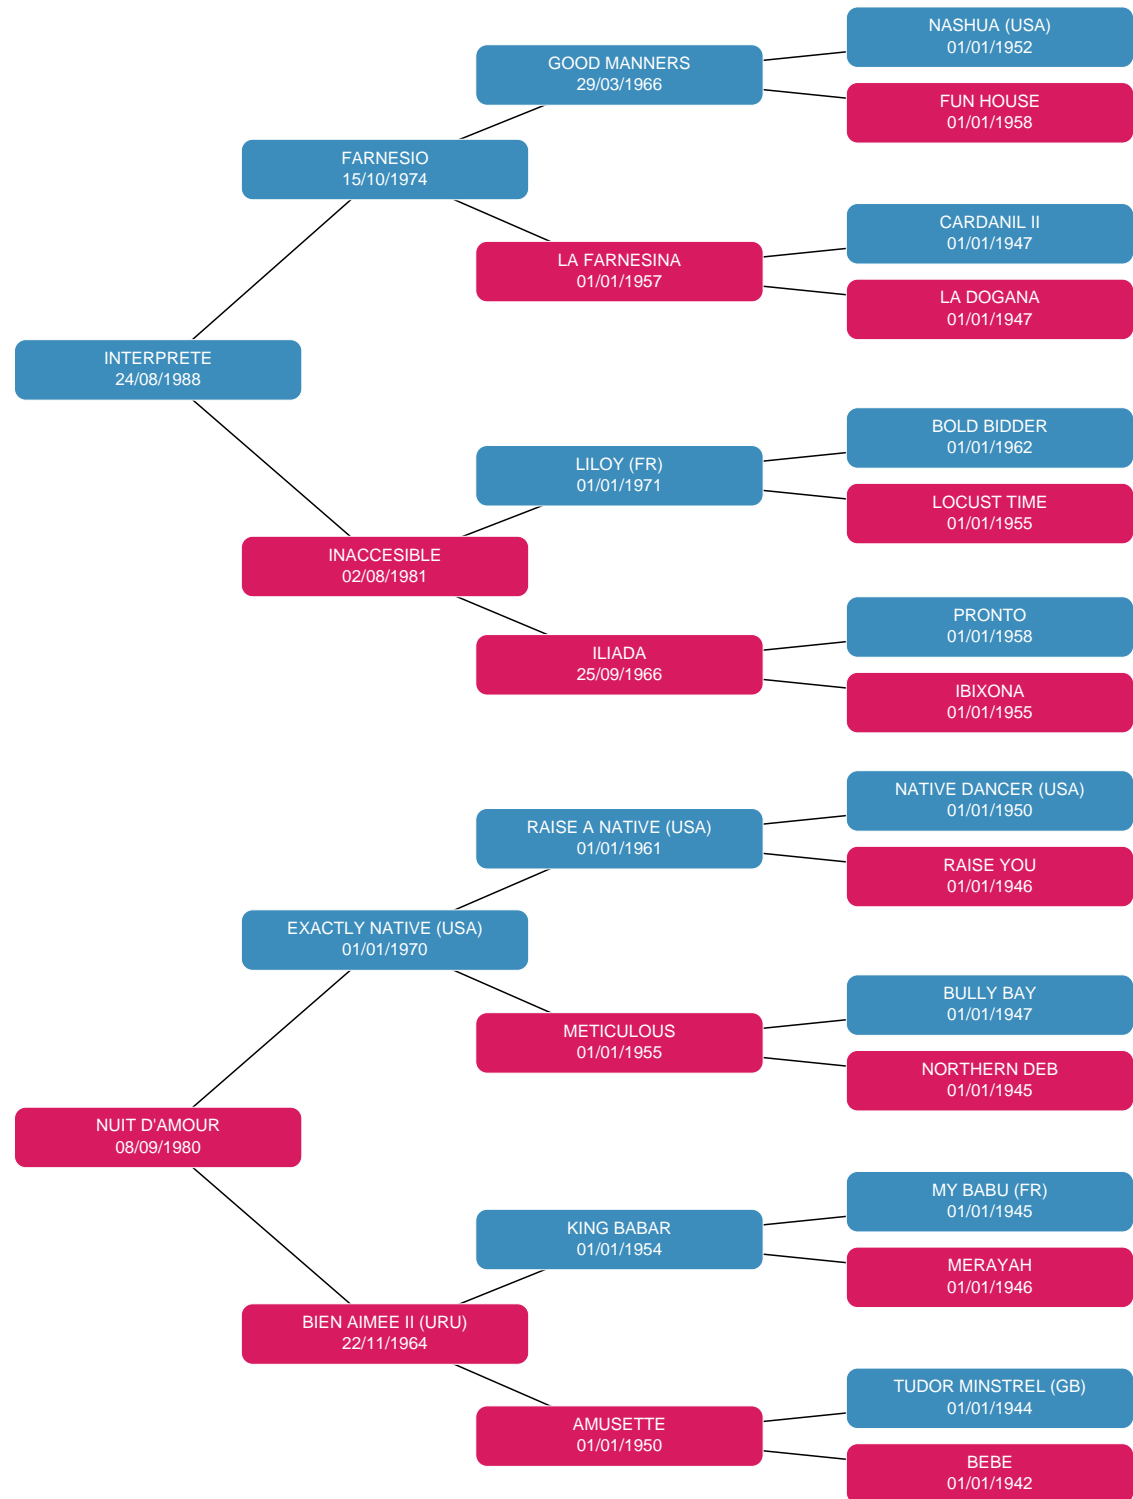 NASHUA (USA)
01/01/1952
GOOD MANNERS
29/03/1966
FUN HOUSE
01/01/1958
FARNESIO
15/10/1974
CARDANIL II
01/01/1947
LA FARNESINA
01/01/1957
LA DOGANA
01/01/1947
INTERPRETE
24/08/1988
BOLD BIDDER
01/01/1962
LILOY (FR)
01/01/1971
LOCUST TIME
01/01/1955
INACCESIBLE
02/08/1981
PRONTO
01/01/1958
ILIADA
25/09/1966
IBIXONA
01/01/1955
NATIVE DANCER (USA)
01/01/1950
RAISE A NATIVE (USA)
01/01/1961
RAISE YOU
01/01/1946
EXACTLY NATIVE (USA)
01/01/1970
BULLY BAY
01/01/1947
METICULOUS
01/01/1955
NORTHERN DEB
01/01/1945
NUIT D'AMOUR
08/09/1980
MY BABU (FR)
01/01/1945
KING BABAR
01/01/1954
MERAYAH
01/01/1946
BIEN AIMEE II (URU)
22/11/1964
TUDOR MINSTREL (GB)
01/01/1944
AMUSETTE
01/01/1950
BEBE
01/01/1942